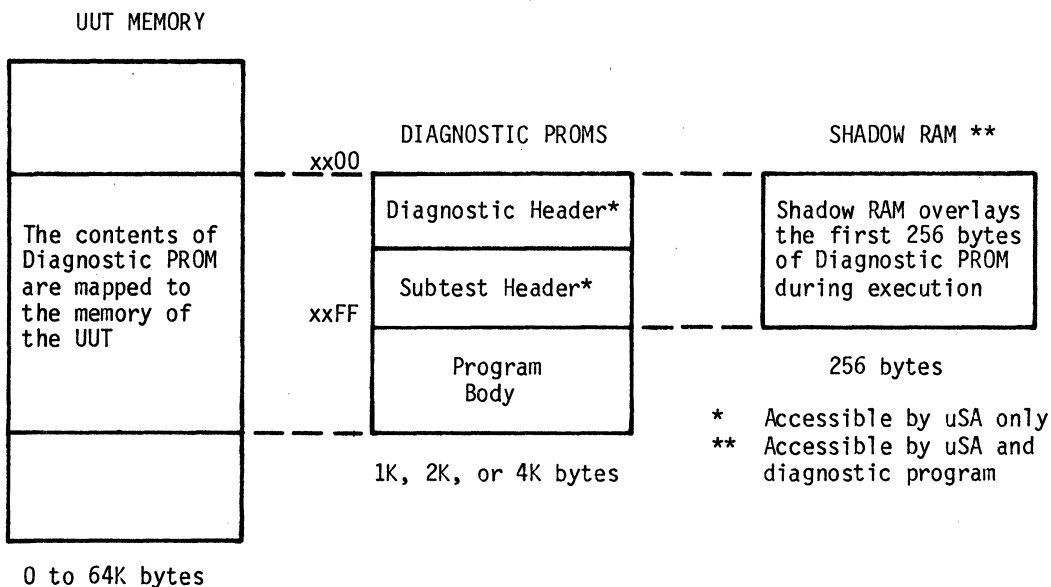 UUT MEMORY
The contents of
Diagnostic PROM
are mapped to
the memory of
the UUT
0 to 64K bytes
xx00
xxFF
DIAGNOSTIC PROMS
Diagnostic Header*
Subtest Header*
Program
Body
1K, 2K, or 4K bytes
SHADOW RAM **
Shadow RAM overlays
the first 256 bytes
of Diagnostic PROM
during execution
256 bytes
* Accessible by uSA only
** Accessible by uSA and
diagnostic program